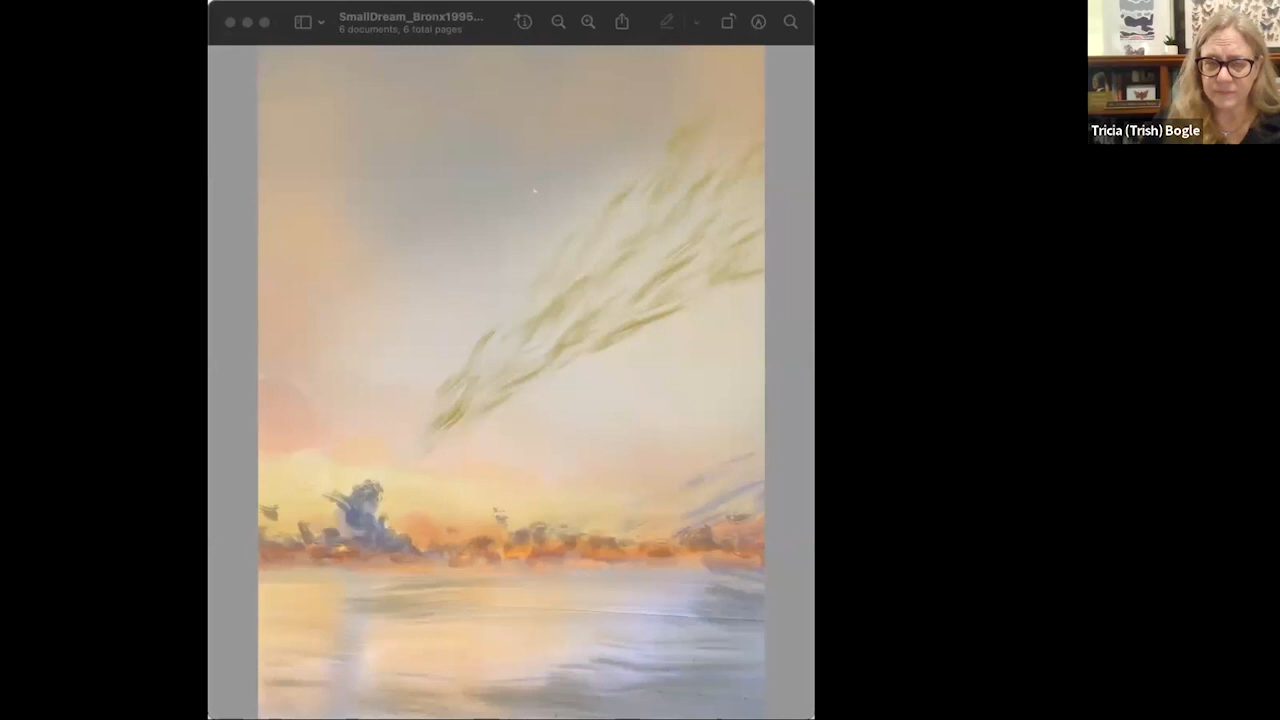 SmallDream_Bronx1995...
6 documents, 6 total pages
Tricia (Trish) Bogle